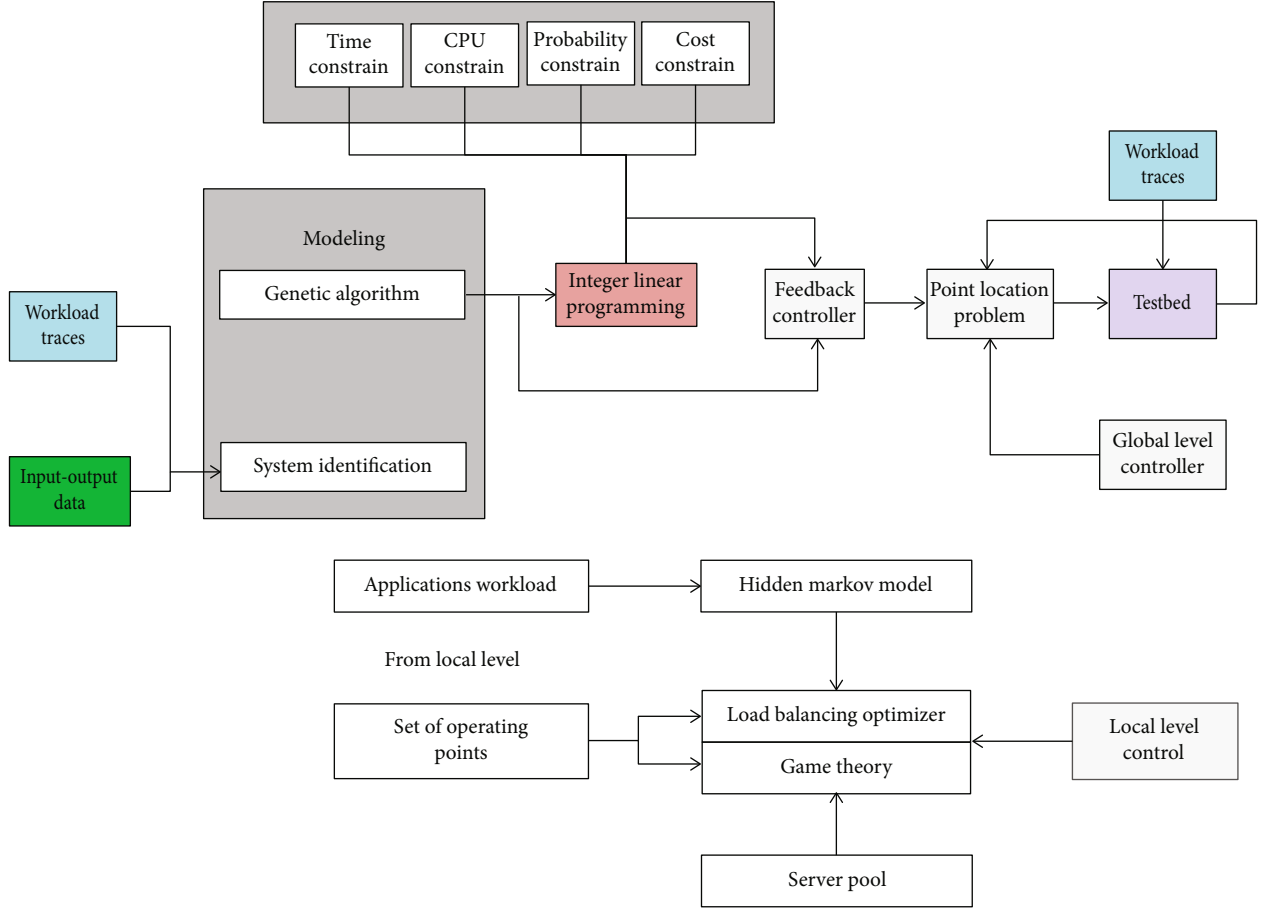 Time
constrain
CPU
constrain
Probability
constrain
Cost
constrain
Workload
traces
Modeling
Genetic algorithm
Integer linear
programming
Feedback
controller
Point location
problem
Testbed
Workload
traces
Input-output
data
System identification
Global level
controller
Applications workload
Hidden markov model
From local level
Set of operating
points
Load balancing optimizer
Game theory
Local level
control
Server pool